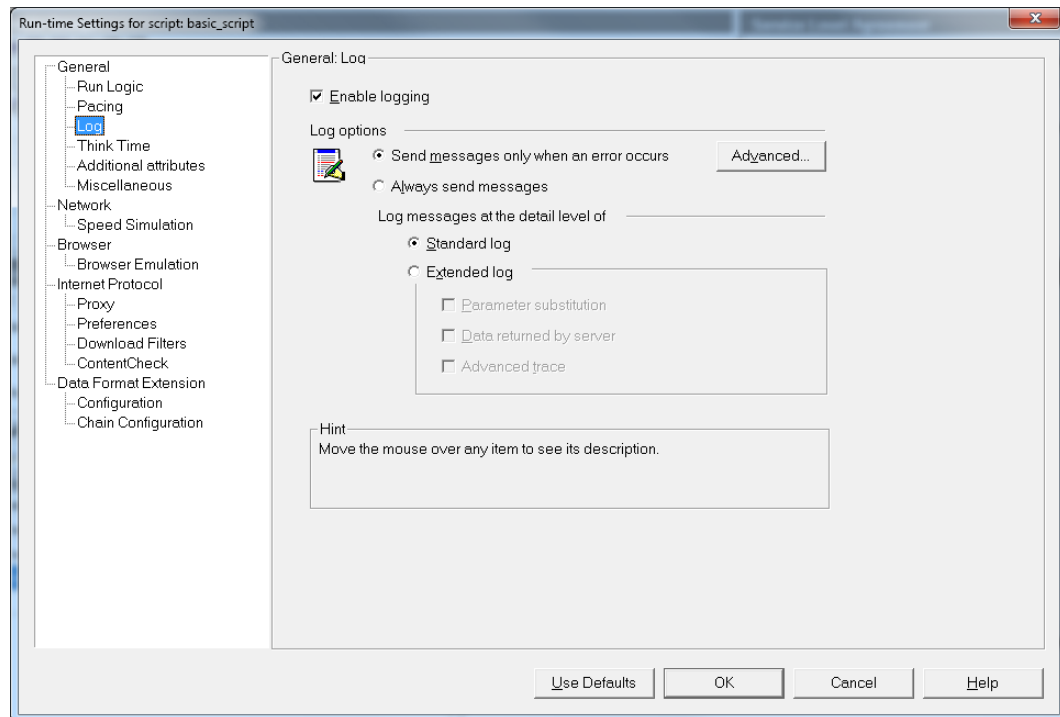 Run-time Settings for script: basic_script
General
Run Logic
Pacing
Log
Think Time
Additional attributes
Miscellaneous
Network
Speed Simulation
Browser
Browser Emulation
Internet Protocol
Proxy
Preferences
Download Filters
ContentCheck
Data Format Extension
Configuration
Chain Configuration
General: Log
Enable logging
Log options
Send messages only when an error occurs
Advanced...
Always send messages
Log messages at the detail level of
Standard log
Extended log
Parameter substitution
Data returned by server
Advanced trace
Hint
Move the mouse over any item to see its description.
Use Defaults
OK
Cancel
Help